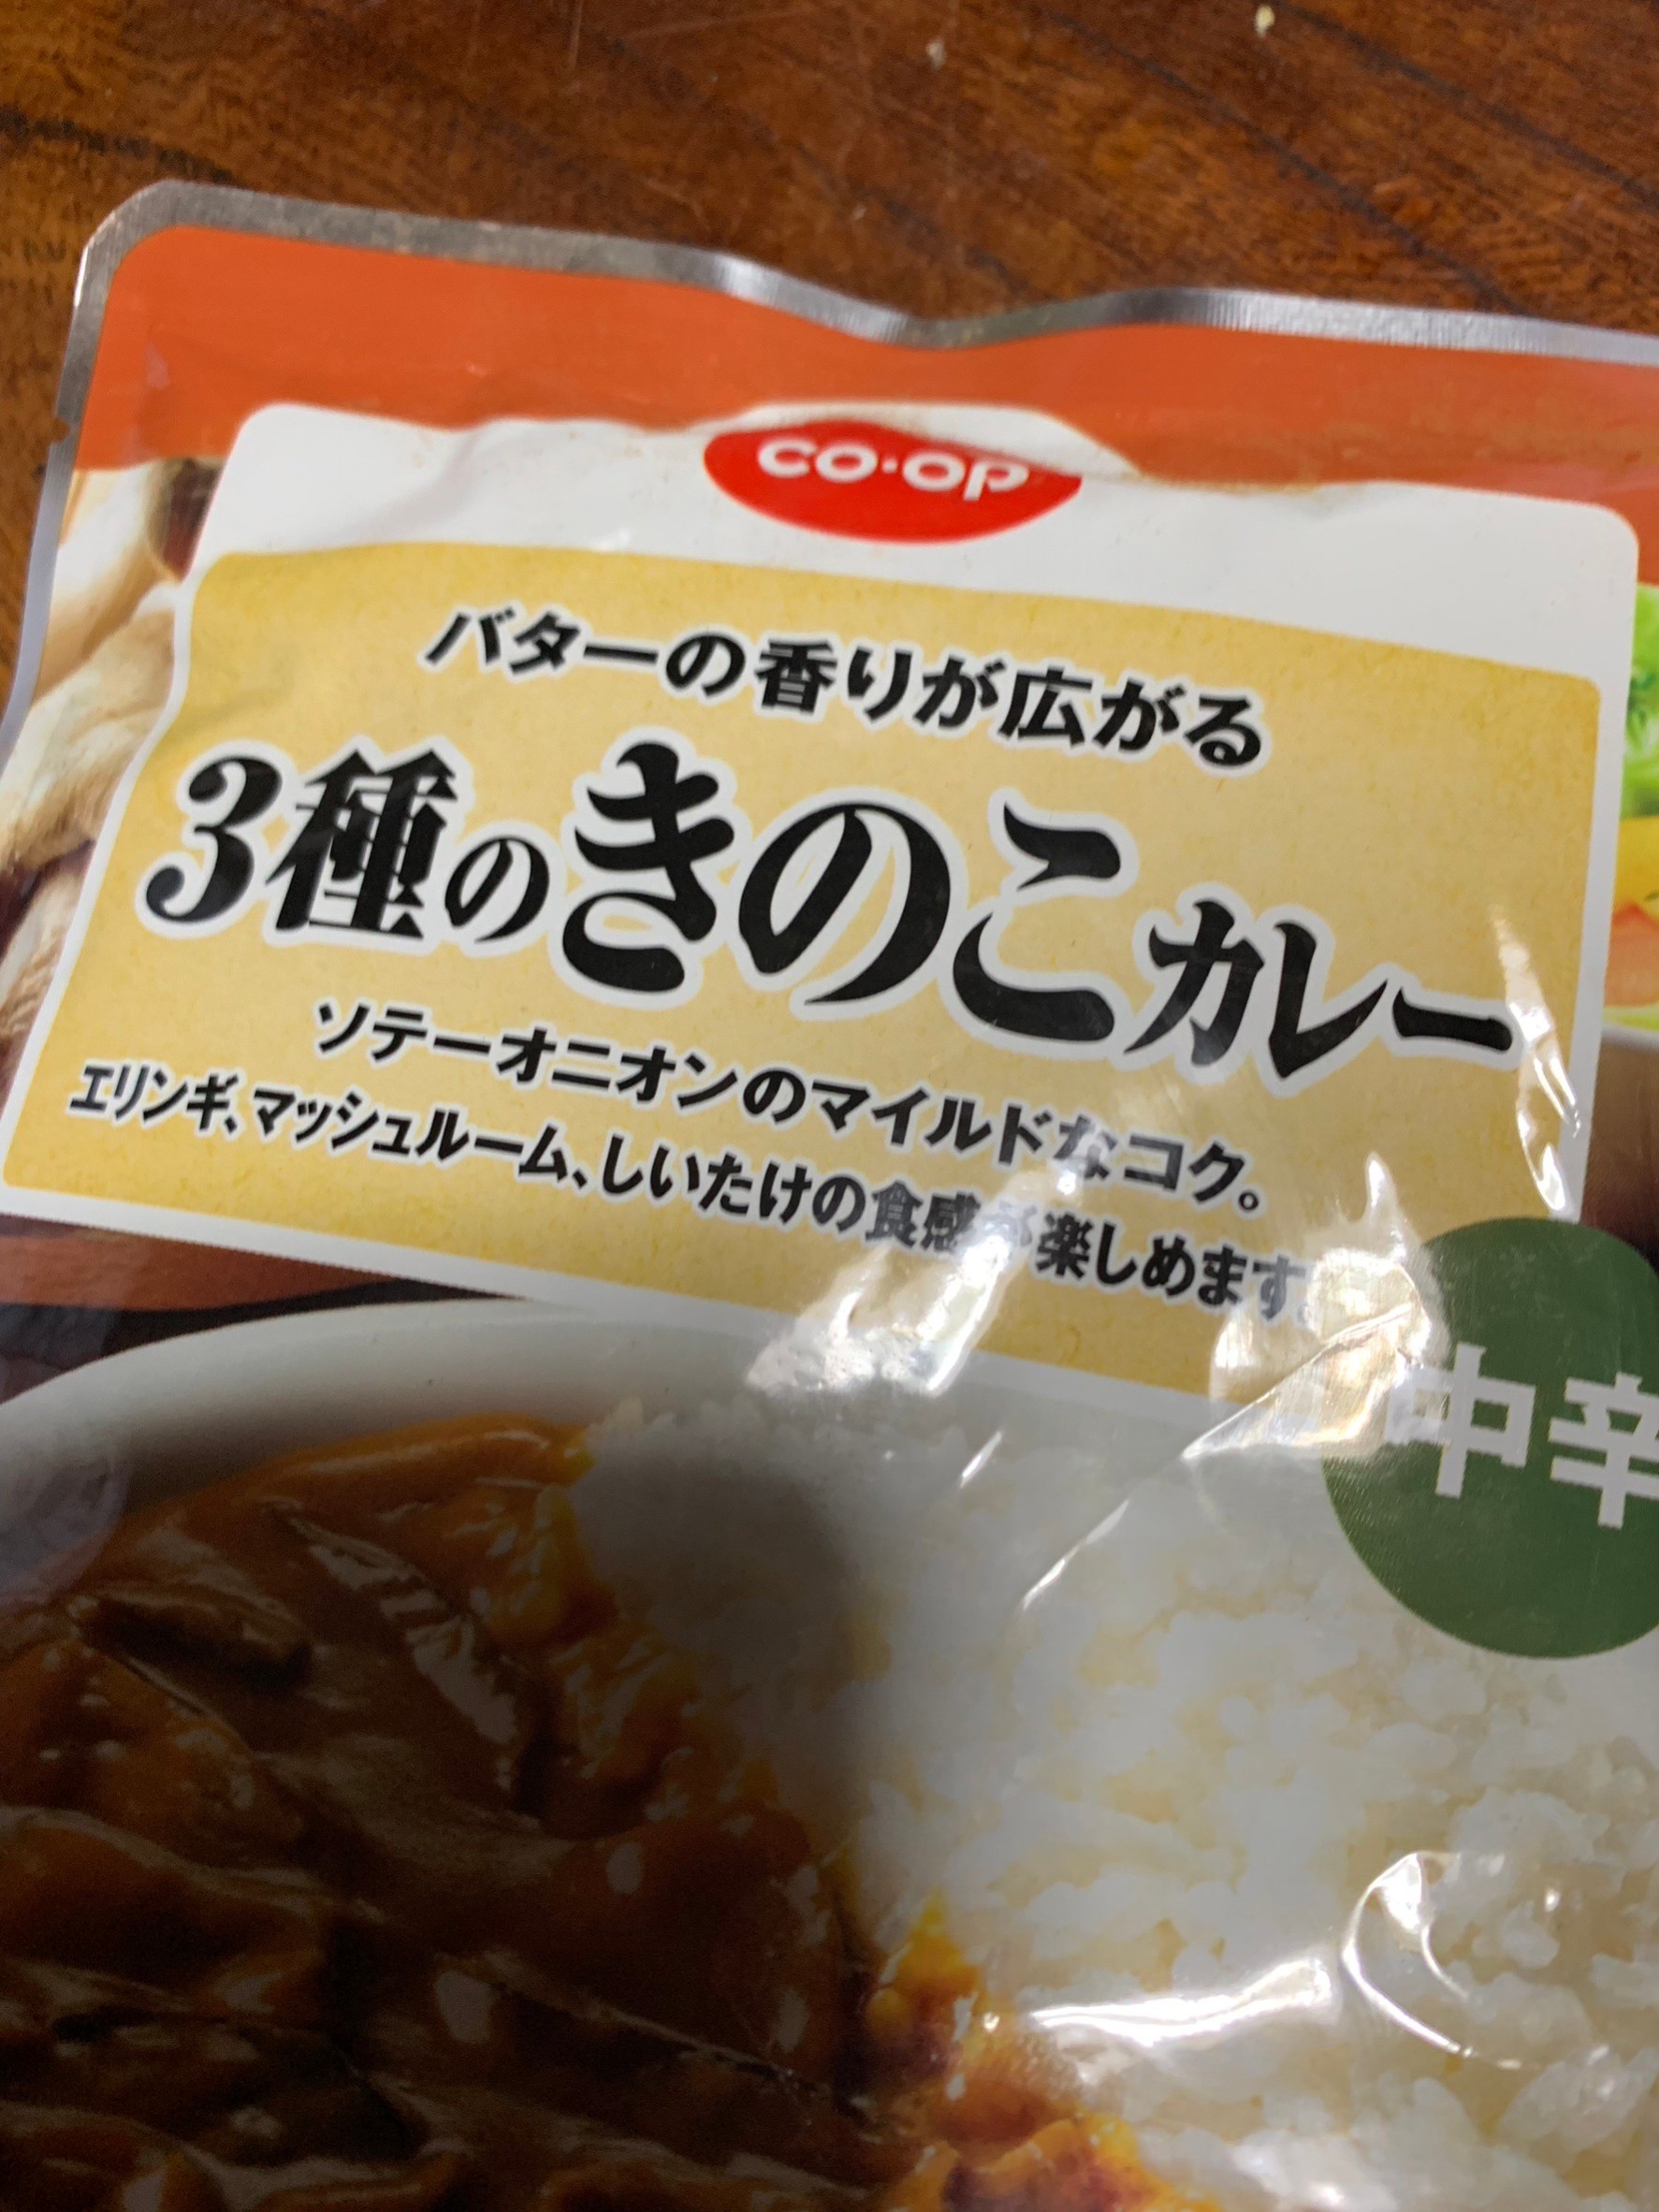 CO·OP
バターの香りが広がる
3種のきのこカレー
ソテーオニオンのマイルドなコク。
エリンギ、マッシュルーム、しいたけの食感が楽しめます。
中辛